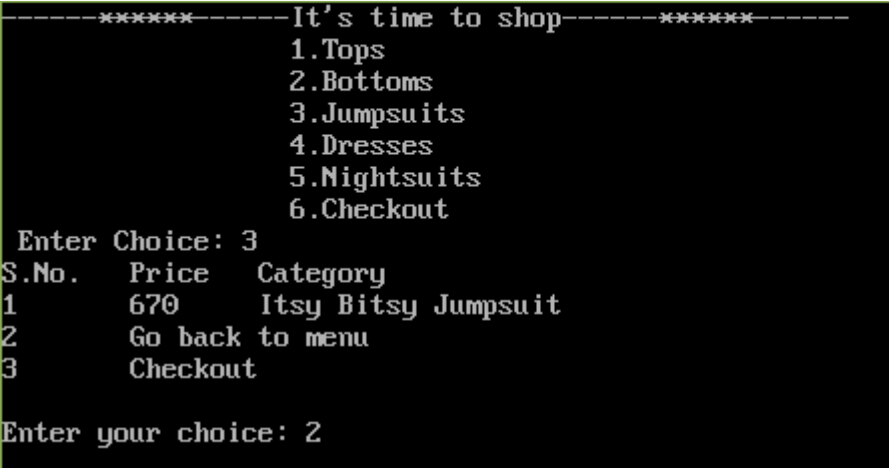 ------******------It's time to shop------******------
1.Tops
2.Bottoms
3.Jumpsuits
4.Dresses
5.Nightsuits
6.Checkout
Enter Choice: 3
S.No. Price Category
1 670 Itsy Bitsy Jumpsuit
2 Go back to menu
3 Checkout
Enter your choice: 2